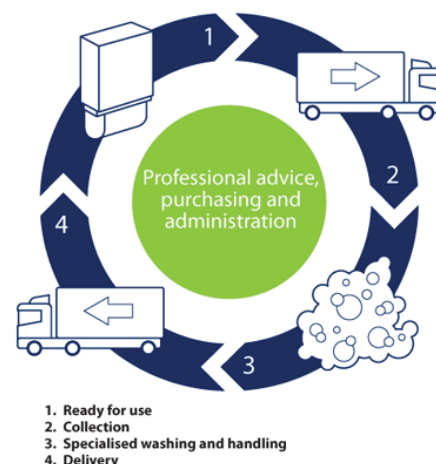 1
2
Professional advice,
purchasing and
administration
4
3
1. Ready for use
2. Collection
3. Specialised washing and handling
4. Delivery